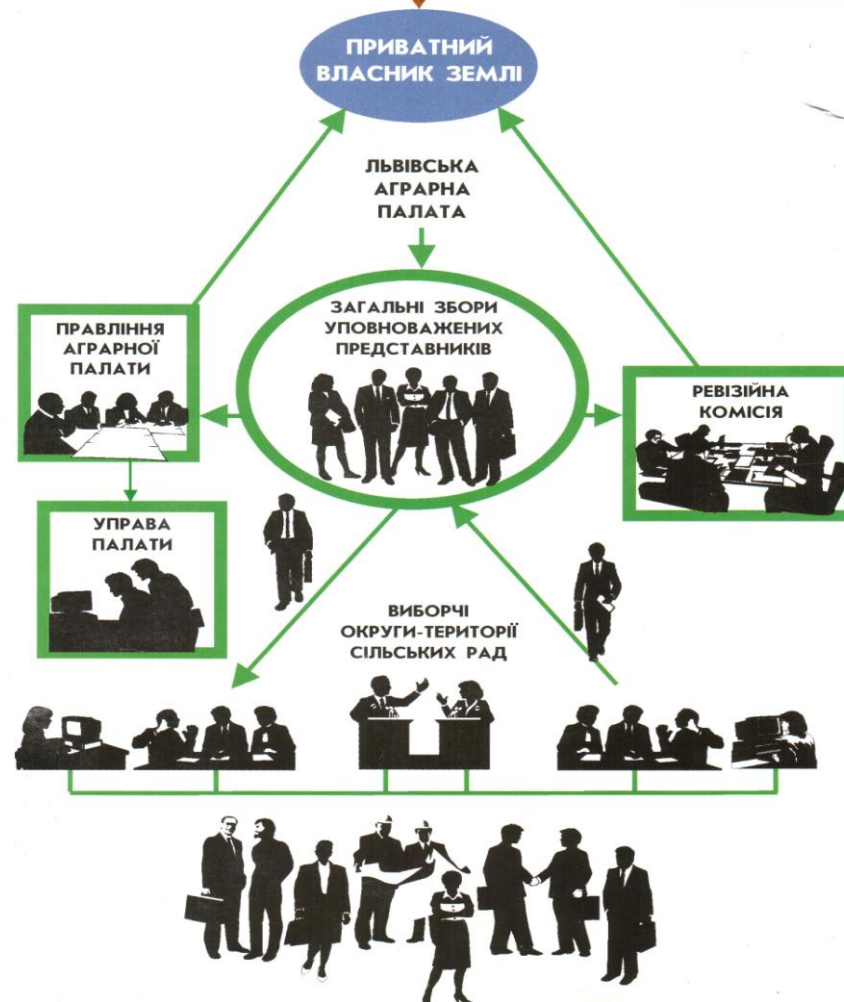 ПРИВАТНИЙ
ВЛАСНИК ЗЕМЛІ
ЛЬВІВСЬКА
АГРАРНА
ПАЛАТА
ЗАГАЛЬНІ ЗБОРИ
УПОВНОВАЖЕНИХ
ПРЕДСТАВНИКІВ
ПРАВЛІННЯ
АГРАРНОЇ
ПАЛАТИ
РЕВІЗІЙНА
КОМІСІЯ
УПРАВА
ПАЛАТИ
ВИБОРЧІ
ОКРУГИ-ТЕРИТОРІЇ
СІЛЬСЬКИХ РАД